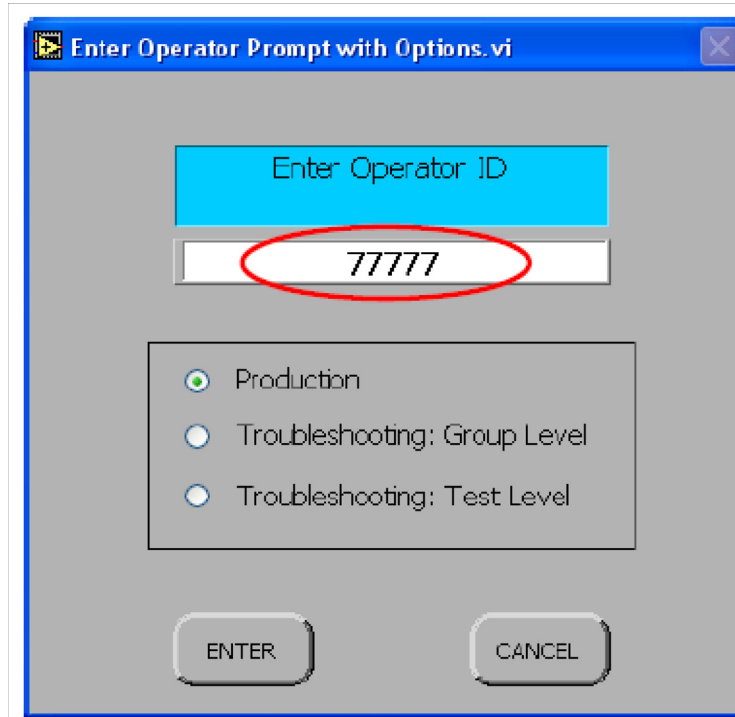 Enter Operator Prompt with Options.vi
Enter Operator ID
77777
Production
Troubleshooting: Group Level
Troubleshooting: Test Level
ENTER
CANCEL